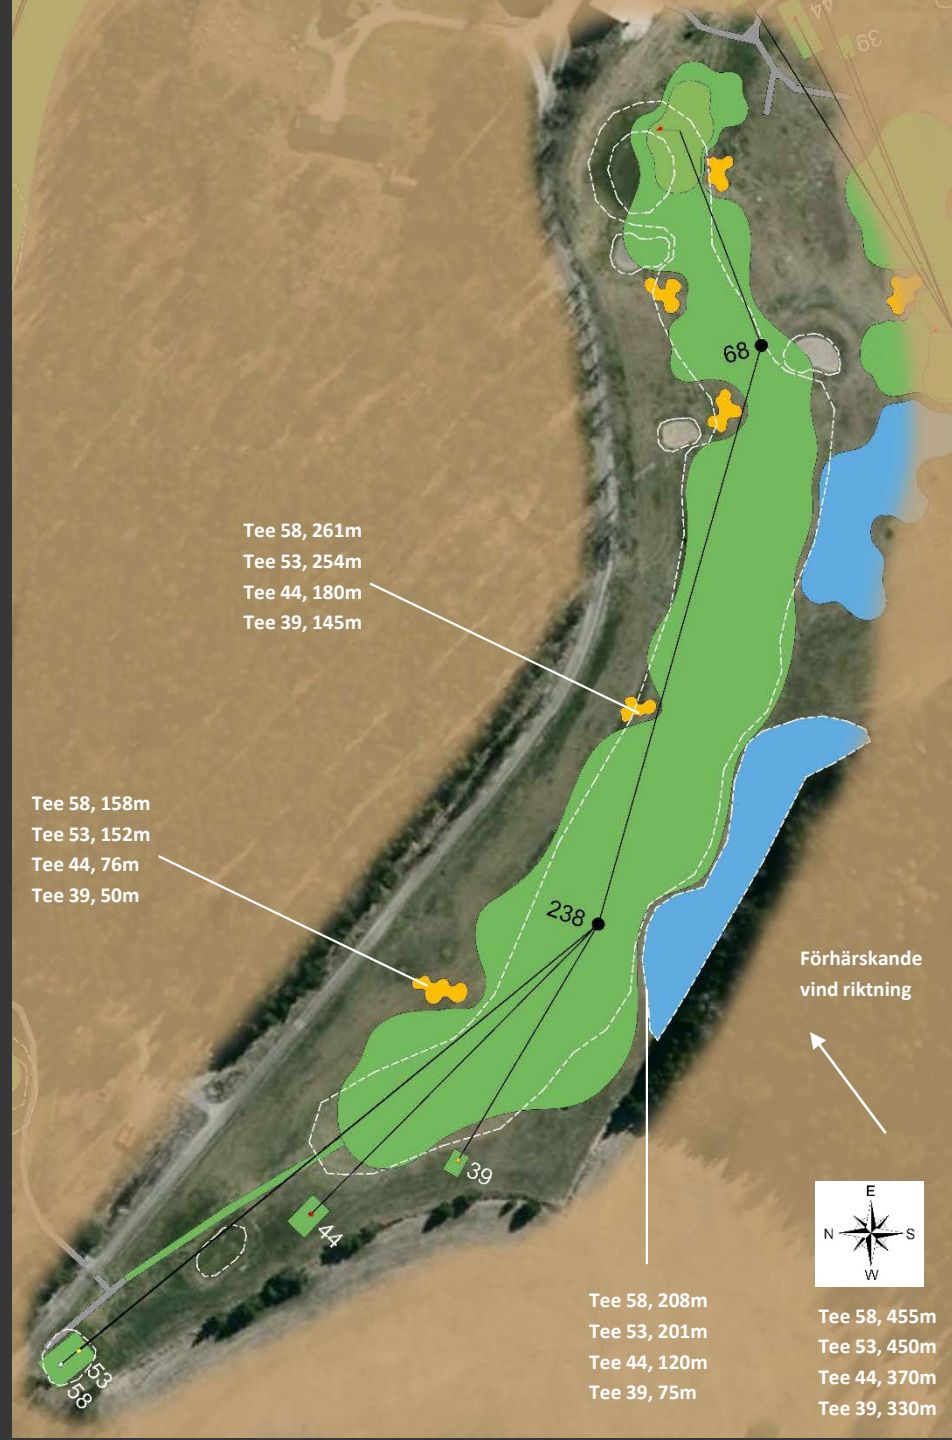 44
39
68
Tee 58, 261m
Tee 53, 254m
Tee 44, 180m
Tee 39, 145m
Tee 58, 158m
Tee 53, 152m
Tee 44, 76m
Tee 39, 50m
238
Förhärskande
vind riktning
39
44
E
N S
W
53
58
Tee 58, 208m
Tee 53, 201m
Tee 44, 120m
Tee 39, 75m
Tee 58, 455m
Tee 53, 450m
Tee 44, 370m
Tee 39, 330m